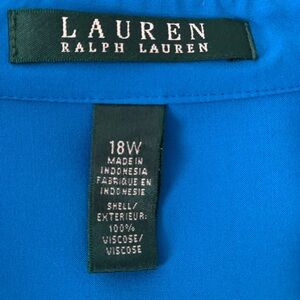 LAUREN
RALPH LAUREN
18W
MADE IN
INDONESIA
FABRIQUE EN
INDONESIE
SHELL/
EXTERIEUR:
100%
VISCOSE/
VISCOSE